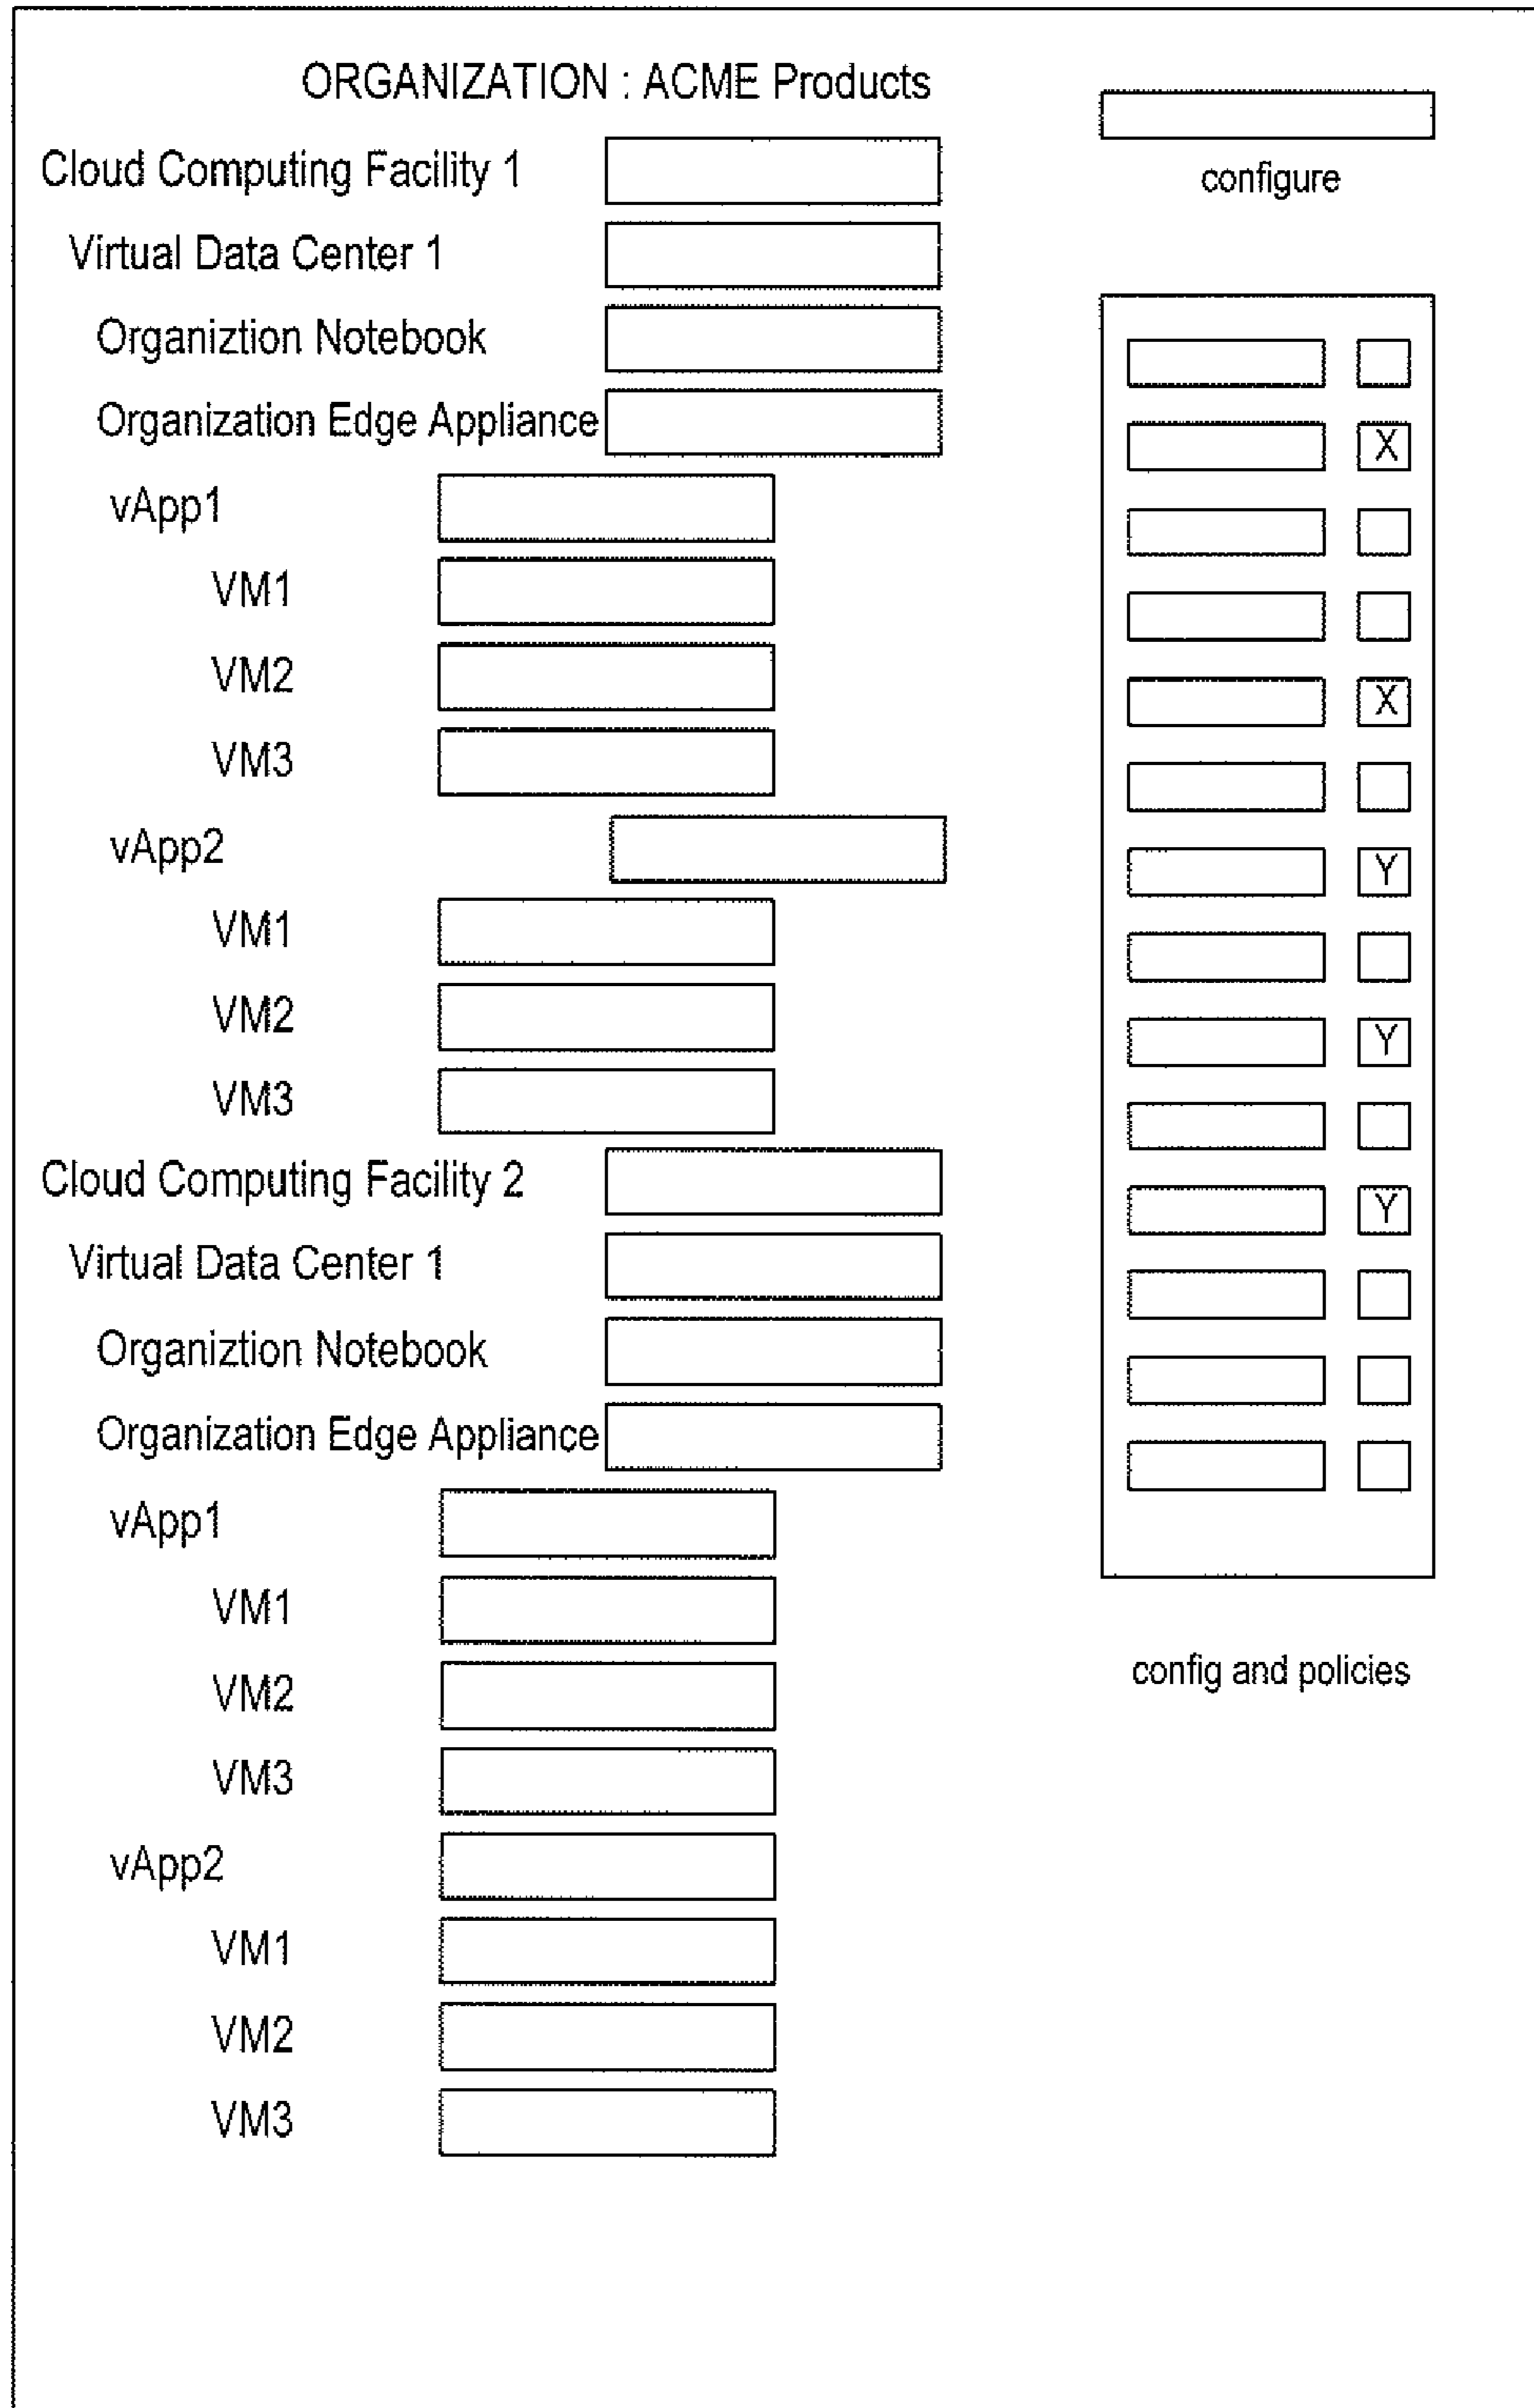 ORGANIZATION : ACME Products
Cloud Computing Facility 1
configure
Virtual Data Center 1
Organiztion Notebook
Organization Edge Appliance
X
vApp1
VM1
VM2
X
VM3
vApp2
Y
VM1
VM2
Y
VM3
Cloud Computing Facility 2
Y
Virtual Data Center 1
Organiztion Notebook
Organization Edge Appliance
vApp1
VM1
VM2
config and policies
VM3
vApp2
VM1
VM2
VM3